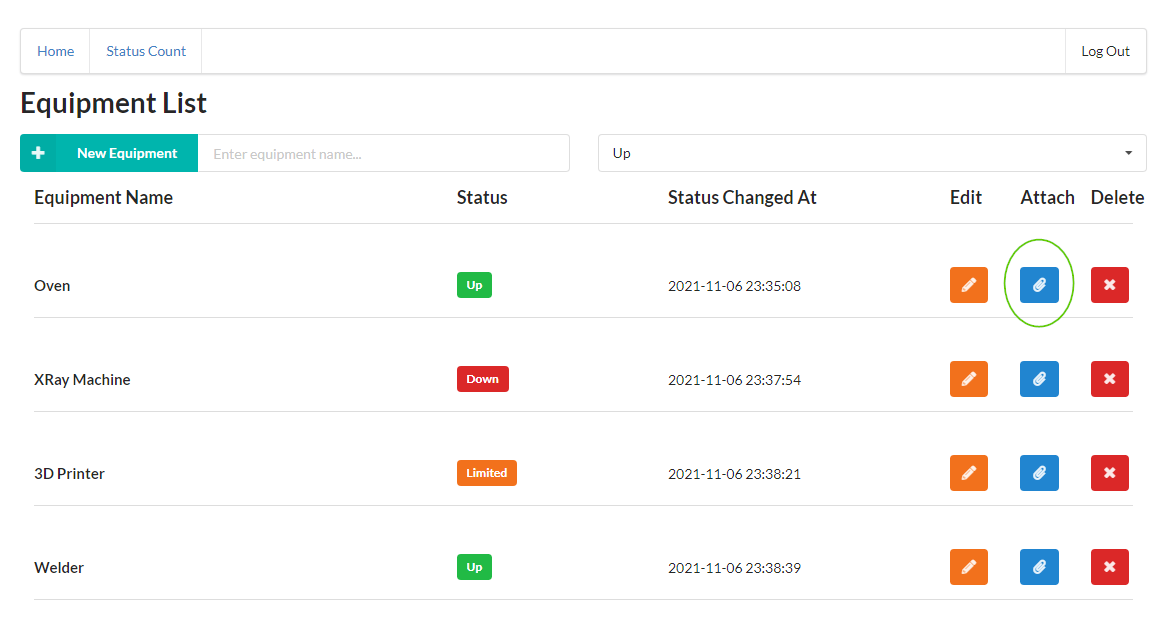 Home Status Count Log Out
Equipment List
New Equipment Enter equipment name... Up
Equipment Name Status Status Changed At Edit Attach Delete
Oven Up 2021-11-06 23:35:08
XRay Machine Down 2021-11-06 23:37:54
3D Printer Limited 2021-11-06 23:38:21
Welder Up 2021-11-06 23:38:39